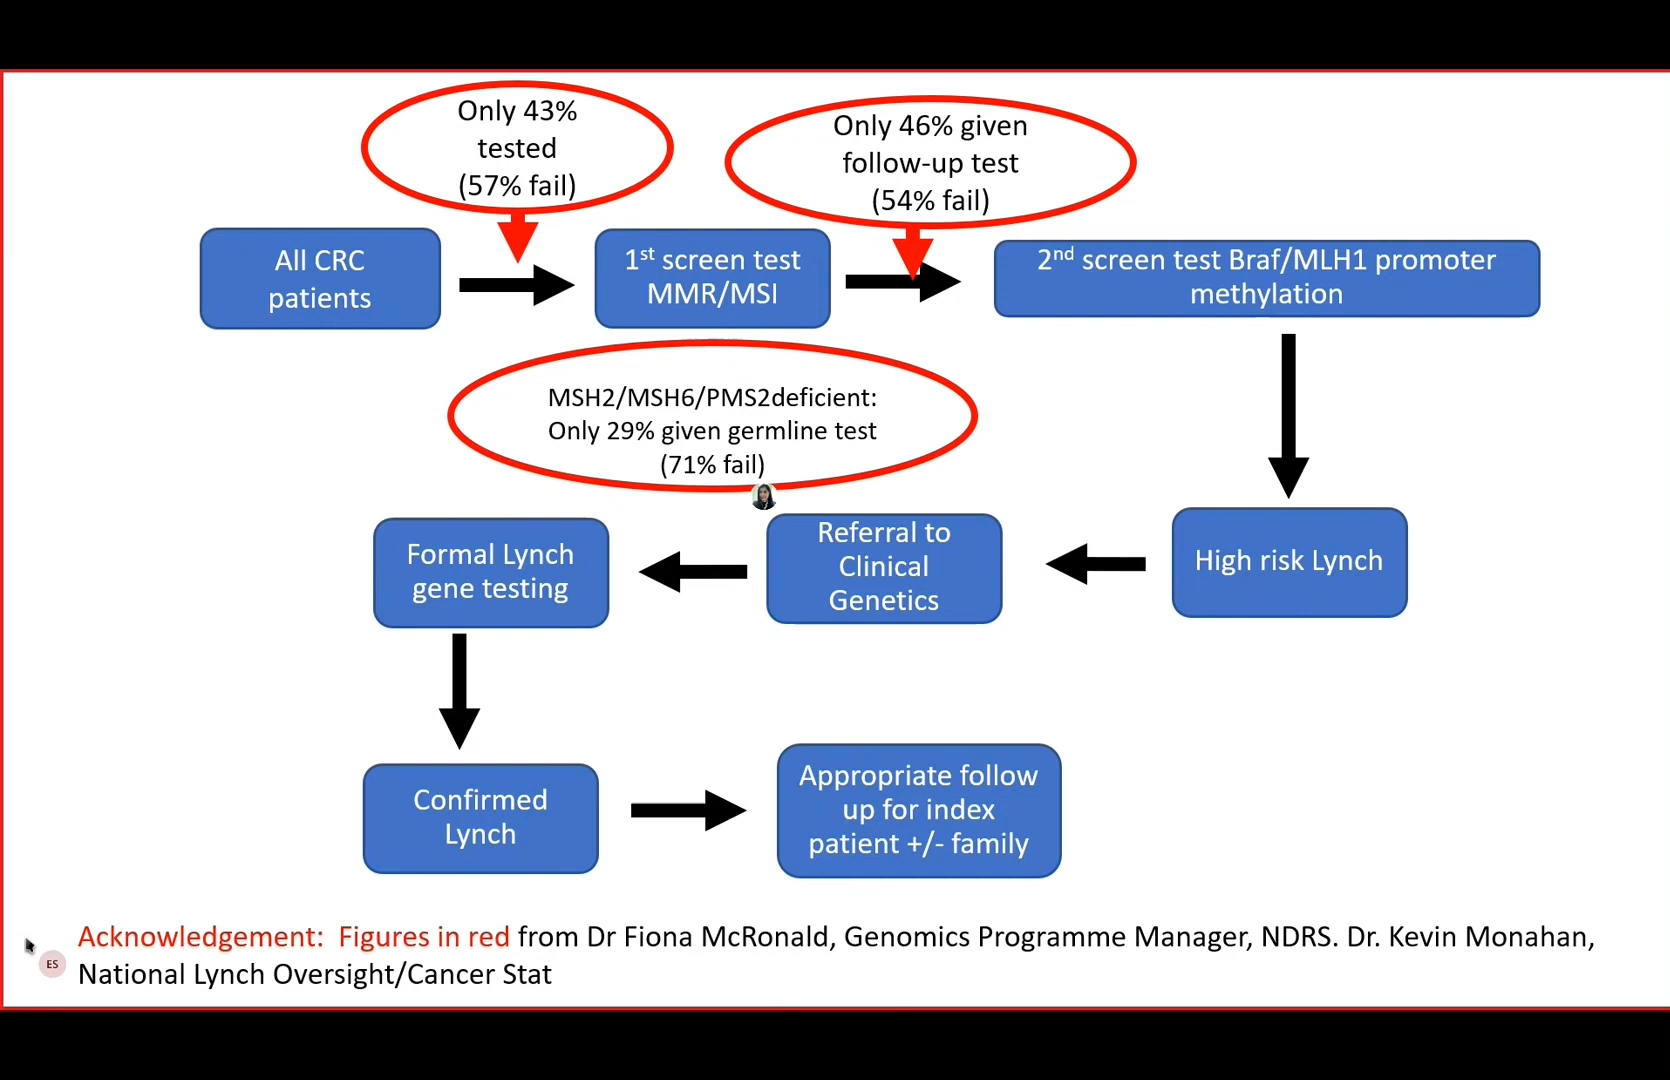 Only 43%
tested
(57% fail)
Only 46% given
follow-up test
(54% fail)
All CRC
patients
1st screen test
MMR/MSI
2nd screen test Braf/MLH1 promoter
methylation
MSH2/MSH6/PMS2deficient:
Only 29% given germline test
(71% fail)
Formal Lynch
gene testing
Referral to
Clinical
Genetics
High risk Lynch
Confirmed
Lynch
Appropriate follow
up for index
patient +/- family
Acknowledgement: Figures in red from Dr Fiona McRonald, Genomics Programme Manager, NDRS. Dr. Kevin Monahan,
ES
National Lynch Oversight/Cancer Stat